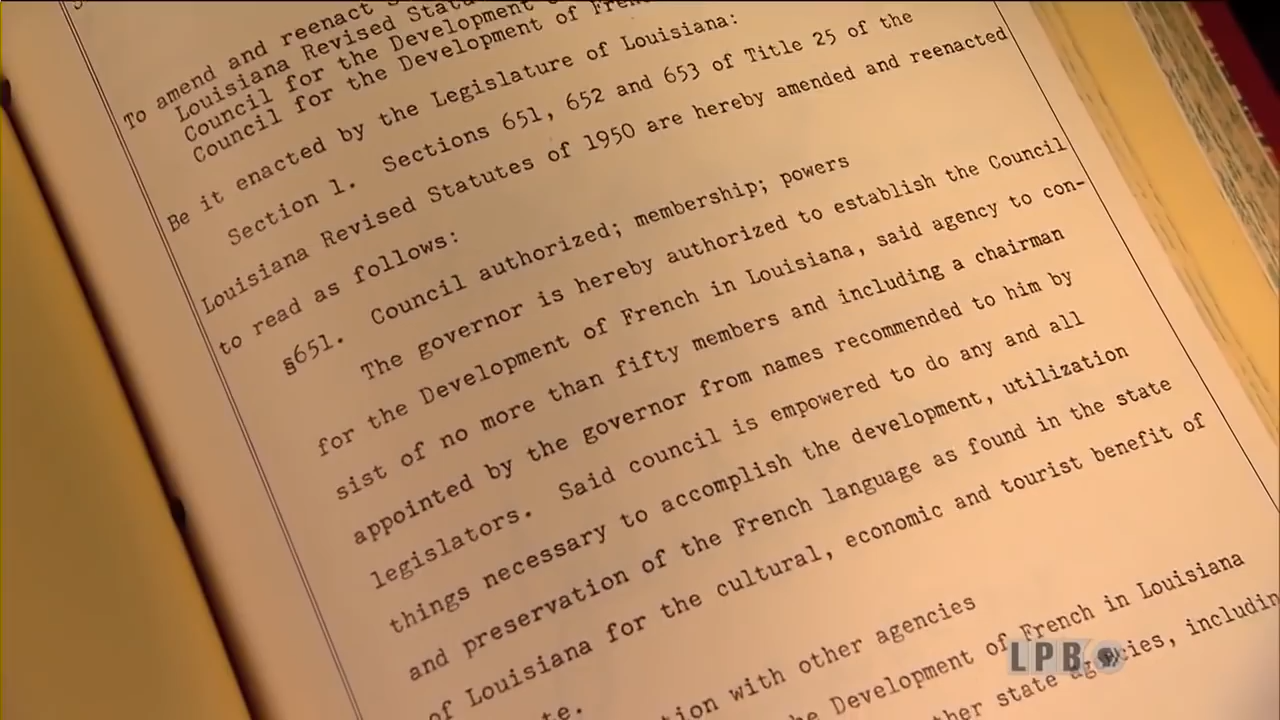 To amend and reenact
Louisiana Revised
Council for the Development
Council for the Development of
Be it enacted by the Legislature of Louisiana:
Section 1. Sections 651, 652 and 653 of Title 25 of the
Louisiana Revised Statutes of 1950 are hereby amended and reenacted
to read as follows:
§651. Council authorized; membership; powers
The governor is hereby authorized to establish the Council
for the Development of French in Louisiana, said agency to con-
sist of no more than fifty members and including a chairman
appointed by the governor from names recommended to him by
legislators. Said council is empowered to do any and all
things necessary to accomplish the development, utilization
and preservation of the French language as found in the state
of Louisiana for the cultural, economic and tourist benefit of
te.
tion with other agencies
Development of French in Louisiana
state agencies, includin
LPB